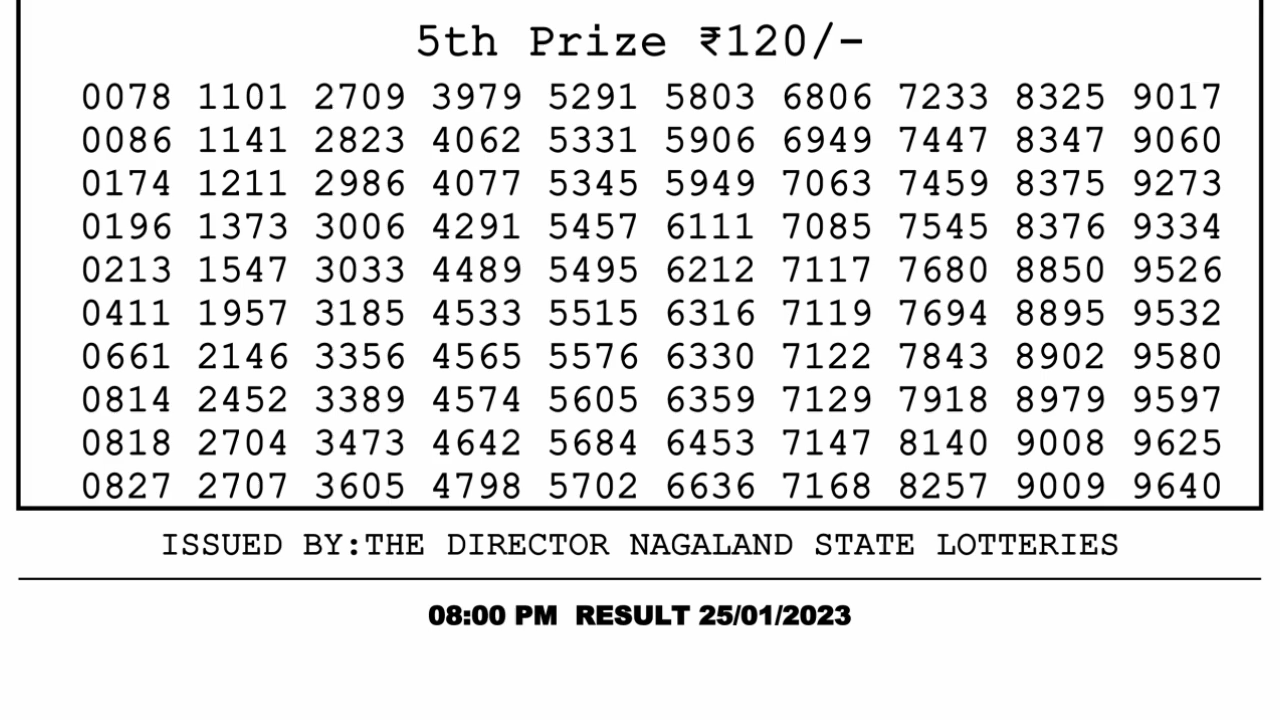 5th Prize ₹120/-
0078 1101 2709 3979 5291 5803 6806 7233 8325 9017
0086 1141 2823 4062 5331 5906 6949 7447 8347 9060
0174 1211 2986 4077 5345 5949 7063 7459 8375 9273
0196 1373 3006 4291 5457 6111 7085 7545 8376 9334
0213 1547 3033 4489 5495 6212 7117 7680 8850 9526
0411 1957 3185 4533 5515 6316 7119 7694 8895 9532
0661 2146 3356 4565 5576 6330 7122 7843 8902 9580
0814 2452 3389 4574 5605 6359 7129 7918 8979 9597
0818 2704 3473 4642 5684 6453 7147 8140 9008 9625
0827 2707 3605 4798 5702 6636 7168 8257 9009 9640
ISSUED BY:THE DIRECTOR NAGALAND STATE LOTTERIES
08:00 PM RESULT 25/01/2023